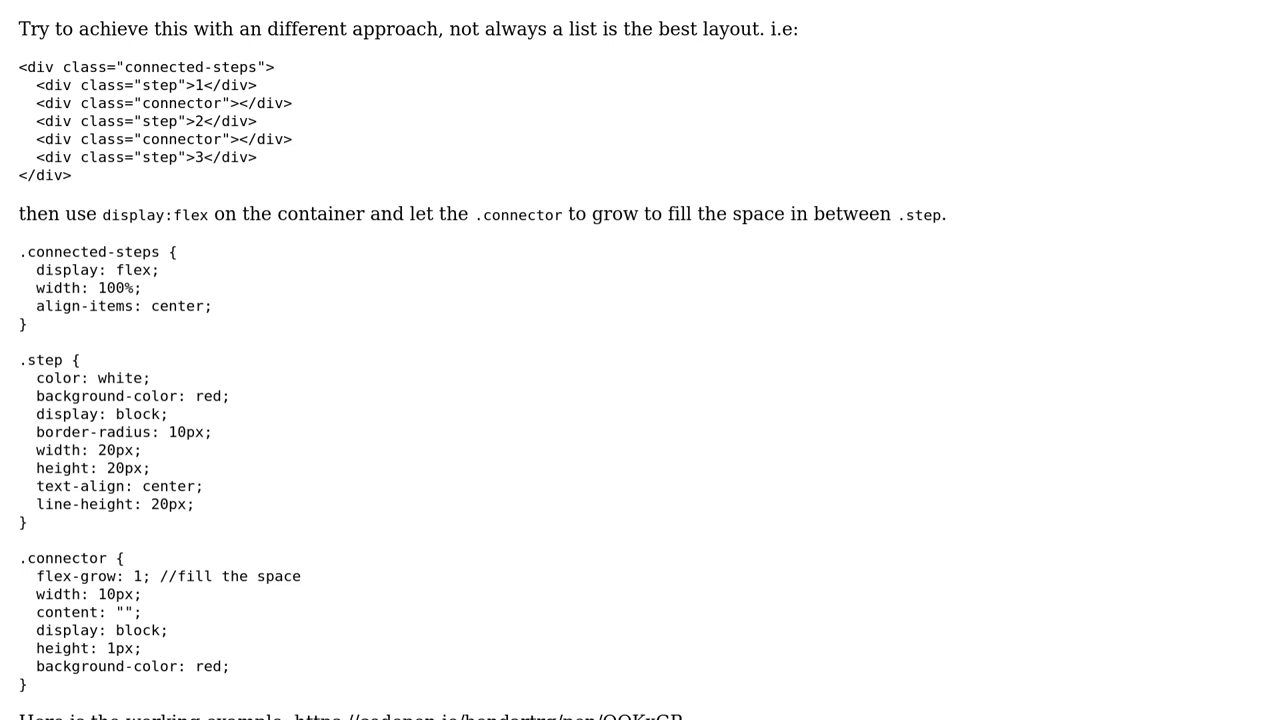 Try to achieve this with an different approach, not always a list is the best layout. i.e:
<div class="connected-steps">
  <div class="step">1</div>
  <div class="connector"></div>
  <div class="step">2</div>
  <div class="connector"></div>
  <div class="step">3</div>
</div>
then use display:flex on the container and let the .connector to grow to fill the space in between .step.
.connected-steps {
  display: flex;
  width: 100%;
  align-items: center;
}
.step {
  color: white;
  background-color: red;
  display: block;
  border-radius: 10px;
  width: 20px;
  height: 20px;
  text-align: center;
  line-height: 20px;
}
.connector {
  flex-grow: 1; //fill the space
  width: 10px;
  content: "";
  display: block;
  height: 1px;
  background-color: red;
}
Here is the working example